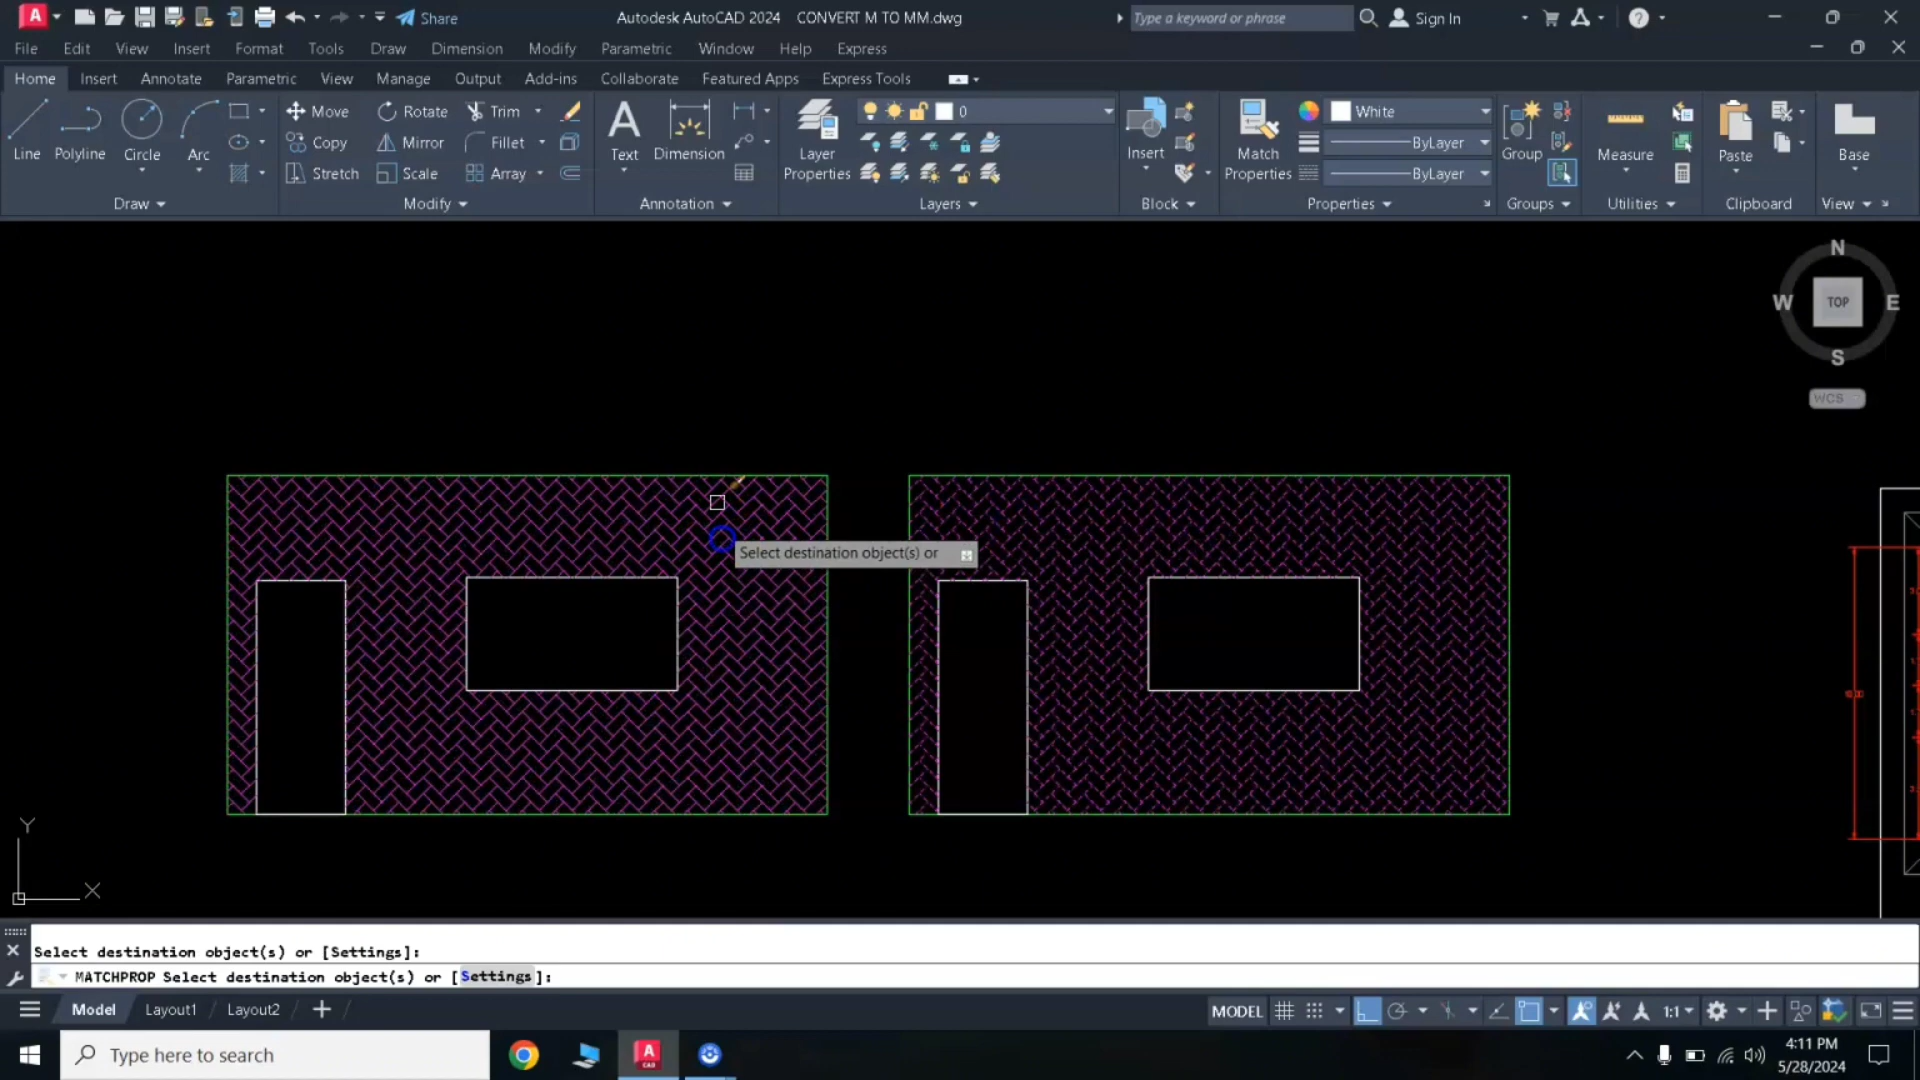 Share
Autodesk AutoCAD 2024 CONVERT M TO MM.dwg
Type a keyword or phrase
Sign In
File Edit View Insert Format Tools Draw Dimension Modify Parametric Window Help Express
Home Insert Annotate Parametric View Manage Output Add-ins Collaborate Featured Apps Express Tools
Line Polyline Circle Arc
Move Rotate Trim
Copy Mirror Fillet
Stretch Scale Array
Text Dimension
Layer Properties
0
Insert
Match Properties
White
ByLayer
ByLayer
Group
Measure
Paste
Base
Draw Modify Annotation Layers Block Properties Groups Utilities Clipboard View
N
W TOP E
S
WCS
Select destination object(s) or
Y
X
Select destination object(s) or [Settings]:
MATCHPROP Select destination object(s) or [Settings]:
Model Layout1 Layout2
MODEL 1:1
Type here to search
4:11 PM
5/28/2024